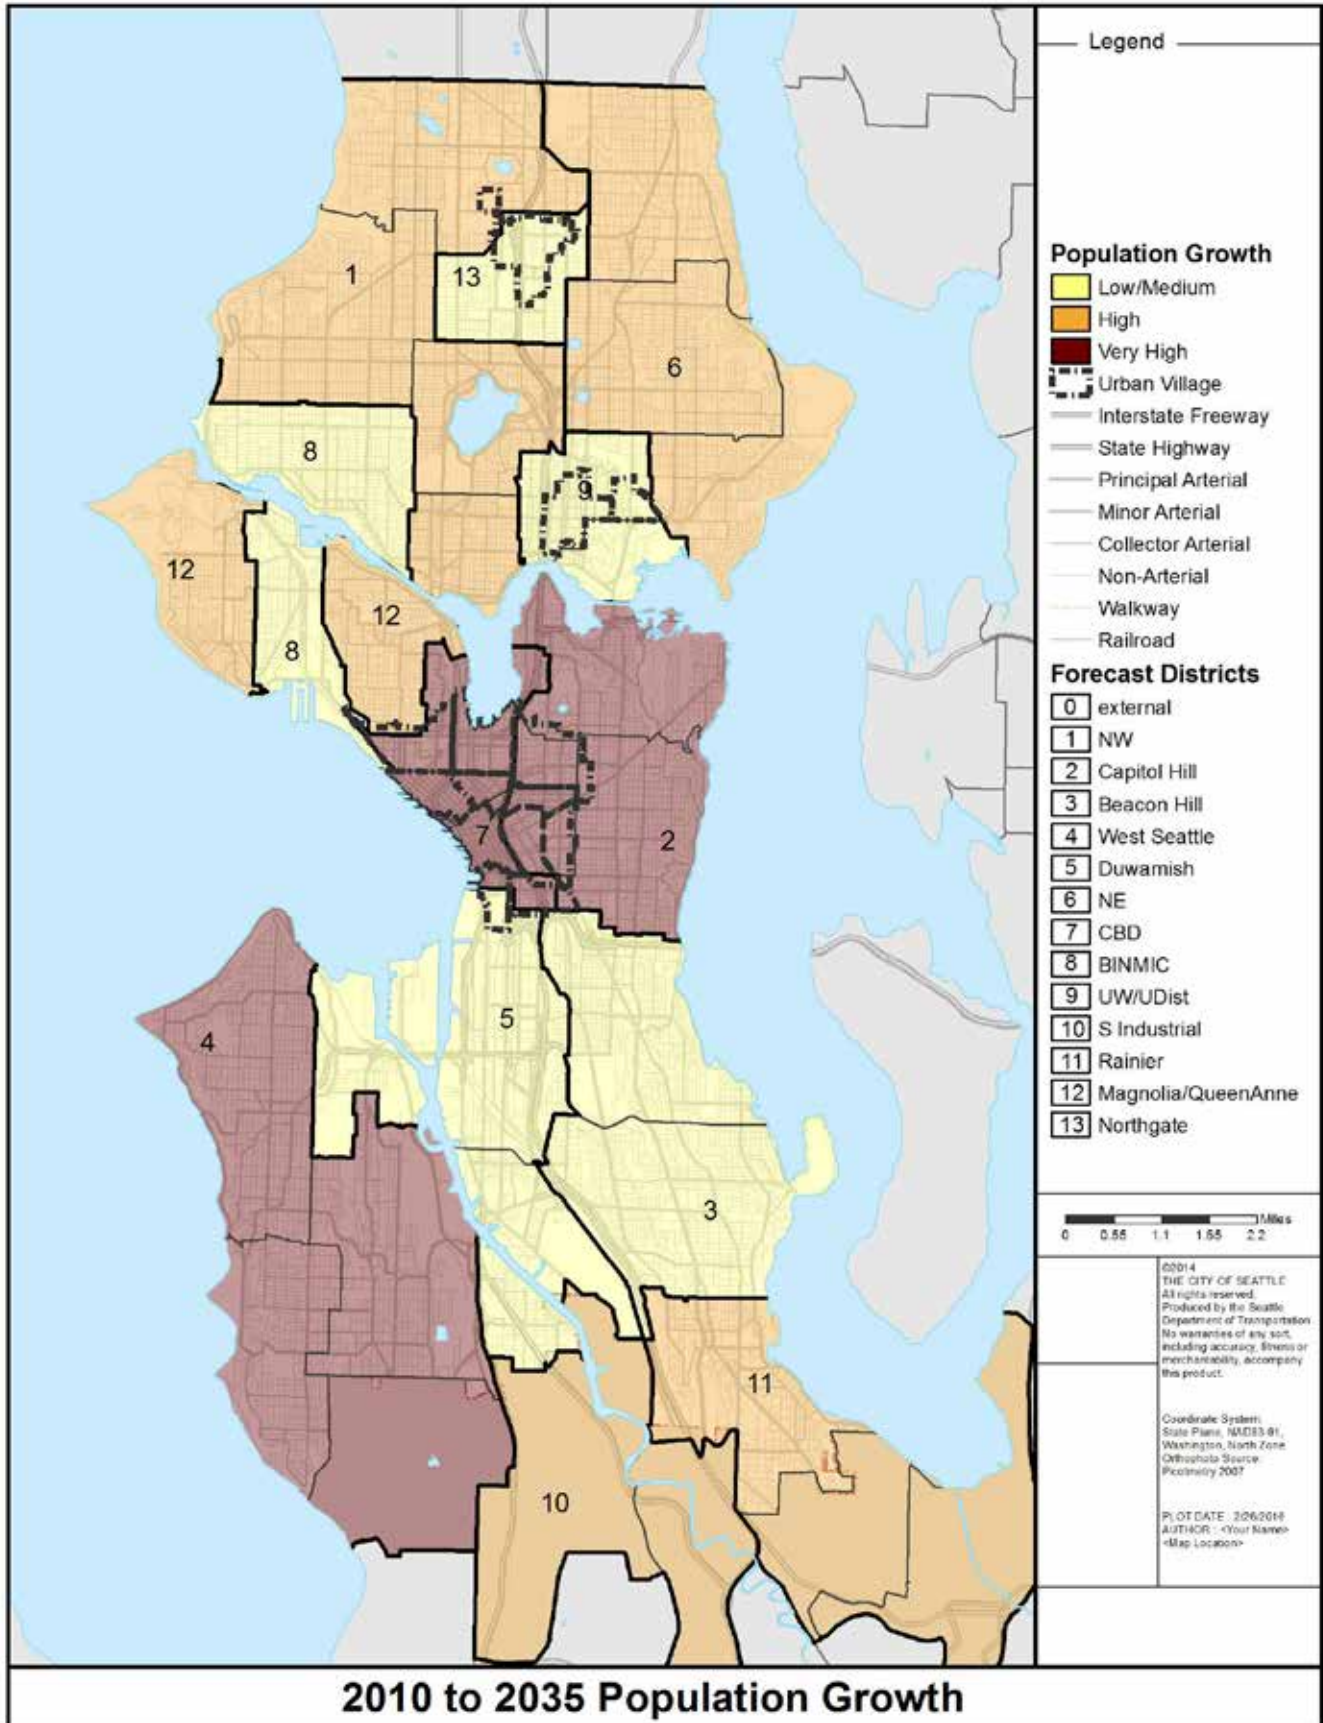 Legend
Population Growth
Low/Medium
High
Very High
Urban Village
Interstate Freeway
State Highway
Principal Arterial
Minor Arterial
Collector Arterial
Non-Arterial
Walkway
Railroad
Forecast Districts
0 external
1 NW
2 Capitol Hill
3 Beacon Hill
4 West Seattle
5 Duwamish
6 NE
7 CBD
8 BINMIC
9 UW/UDist
10 S Industrial
11 Rainier
12 Magnolia/QueenAnne
13 Northgate
Miles
0 0.55 1.1 1.65 2.2
©2014
THE CITY OF SEATTLE
All rights reserved.
Produced by the Seattle
Department of Transportation
No warranties of any sort,
including accuracy, fitness or
merchantability, accompany
this product.
Coordinate System:
State Plane, NAD83-91,
Washington, North Zone
Orthophoto Source:
Pictometry 2007
PLOT DATE :
AUTHOR : <Your Name>
<Map Location>
1
13
6
8
9
12
12
8
7
2
4
5
3
11
10
2010 to 2035 Population Growth